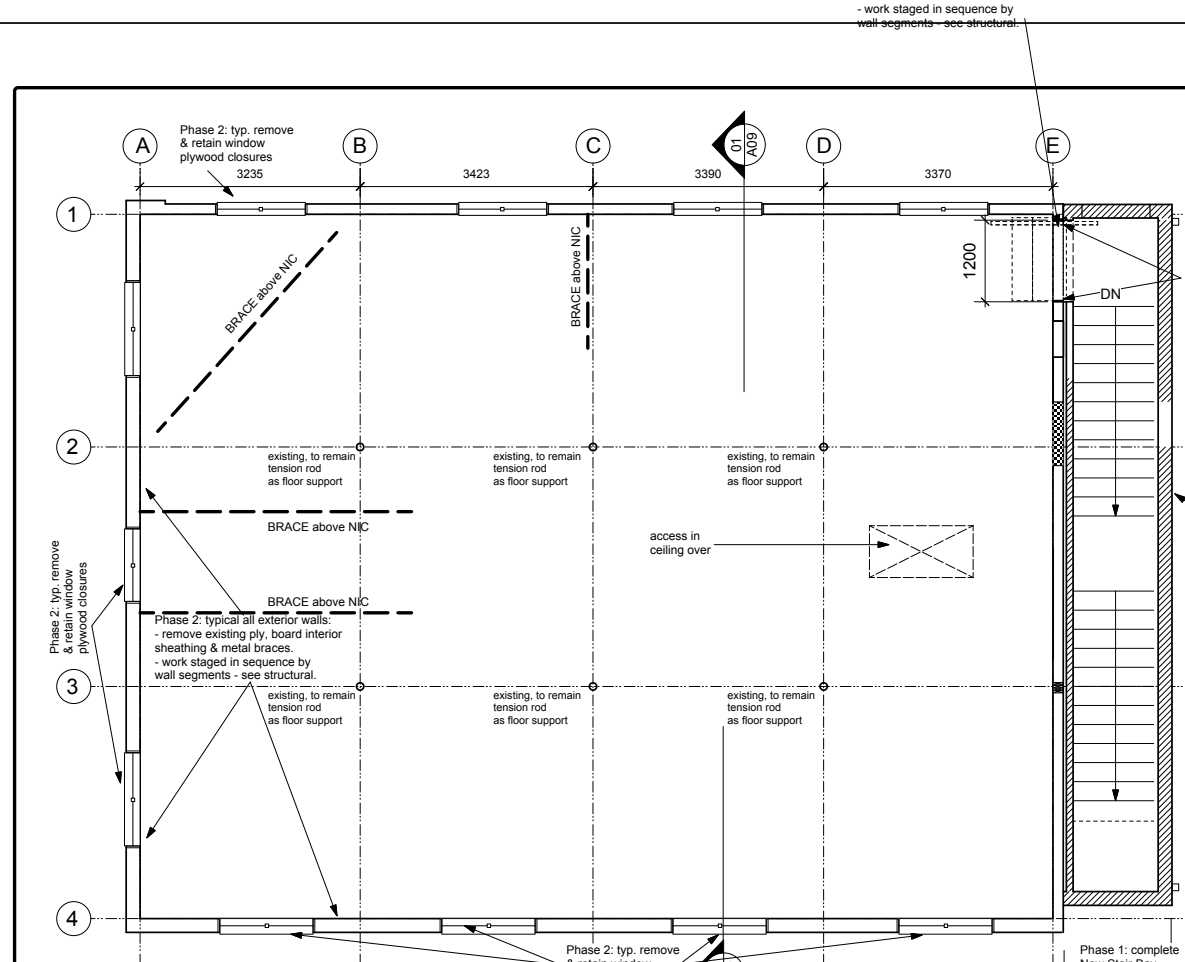 - work staged in sequence by
wall segments - see structural.
A
B
C
D
E
Phase 2: typ. remove
& retain window
plywood closures
01
A09
3235
3423
3390
3370
1
BRACE above NIC
BRACE above NIC
1200
DN
2
existing, to remain
tension rod
as floor support
existing, to remain
tension rod
as floor support
existing, to remain
tension rod
as floor support
BRACE above NIC
access in
ceiling over
Phase 2: typ. remove
& retain window
plywood closures
BRACE above NIC
Phase 2: typical all exterior walls:
- remove existing ply, board interior
sheathing & metal braces.
- work staged in sequence by
wall segments - see structural.
3
existing, to remain
tension rod
as floor support
existing, to remain
tension rod
as floor support
existing, to remain
tension rod
as floor support
4
Phase 2: typ. remove
& retain window
Phase 1: complete
New Stair Bay